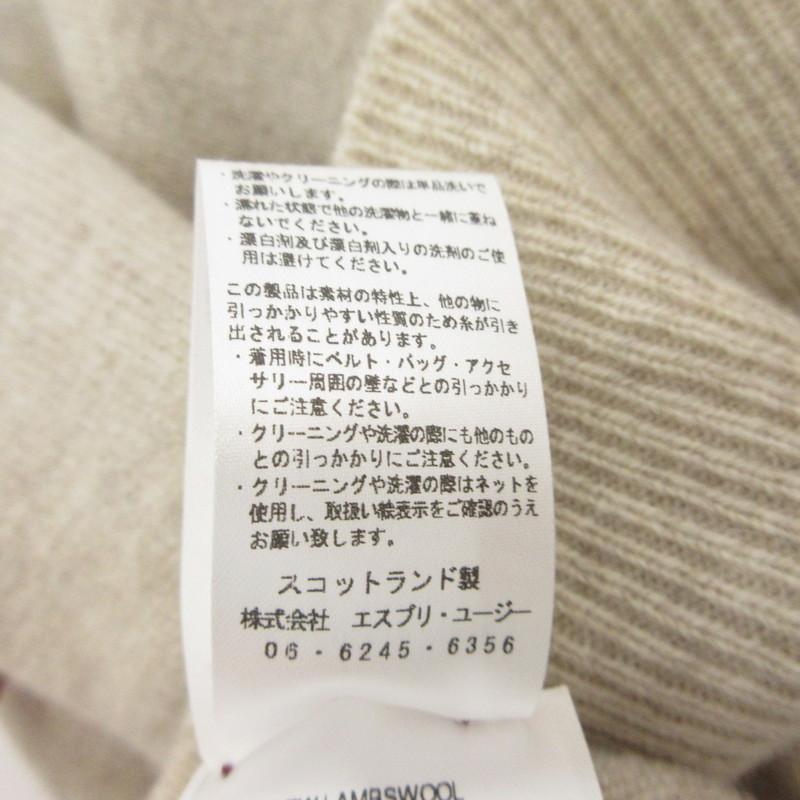 ・洗濯やクリーニングの際は単品洗いで
お願いします。
・濡れた状態で他の洗濯物と一緒に重ね
ないでください。
・漂白剤及び漂白剤入りの洗剤のご使
用は避けてください。
この製品は素材の特性上、他の物に
引っかかりやすい性質のため糸が引き
出されることがあります。
・着用時にベルト・バッグ・アクセ
サリー周囲の壁などとの引っかかり
にご注意ください。
・クリーニングや洗濯の際にも他のもの
との引っかかりにご注意ください。
・クリーニングや洗濯の際はネットを
使用し、取扱い絵表示をご確認のうえ
お願い致します。
スコットランド製
株式会社 エスプリ・ユージー
06-6245-6356
LAMBSWOOL